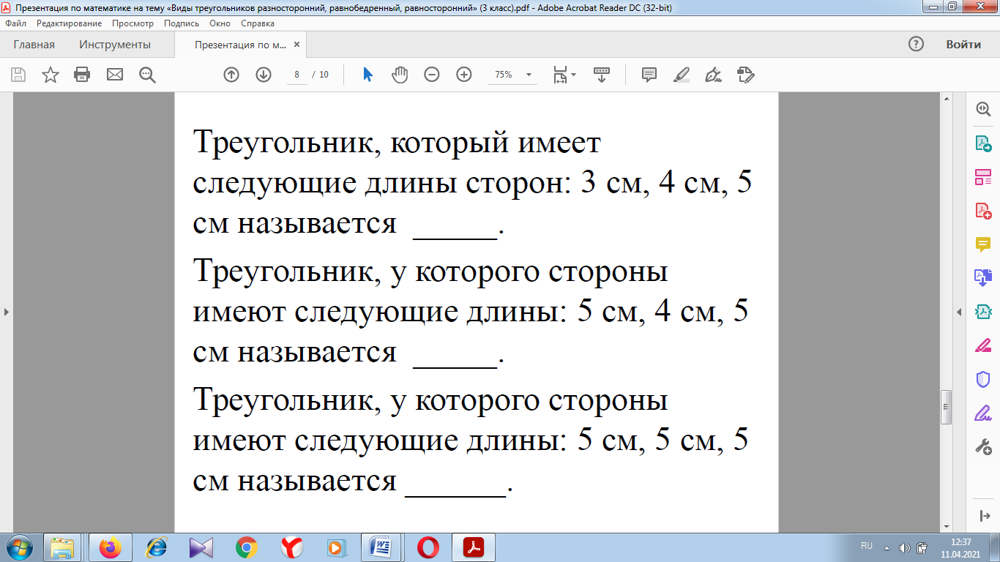 Презентация по математике на тему «Виды треугольников разносторонний, равнобедренный, равносторонний» (3 класс).pdf - Adobe Acrobat Reader DC (32-bit)
Файл Редактирование Просмотр Подпись Окно Справка
Главная Инструменты Презентация по м... × Войти
8 / 10 75%
Треугольник, который имеет
следующие длины сторон: 3 см, 4 см, 5
см называется _____.
Треугольник, у которого стороны
имеют следующие длины: 5 см, 4 см, 5
см называется _____.
Треугольник, у которого стороны
имеют следующие длины: 5 см, 5 см, 5
см называется ______.
RU 12:37
11.04.2021